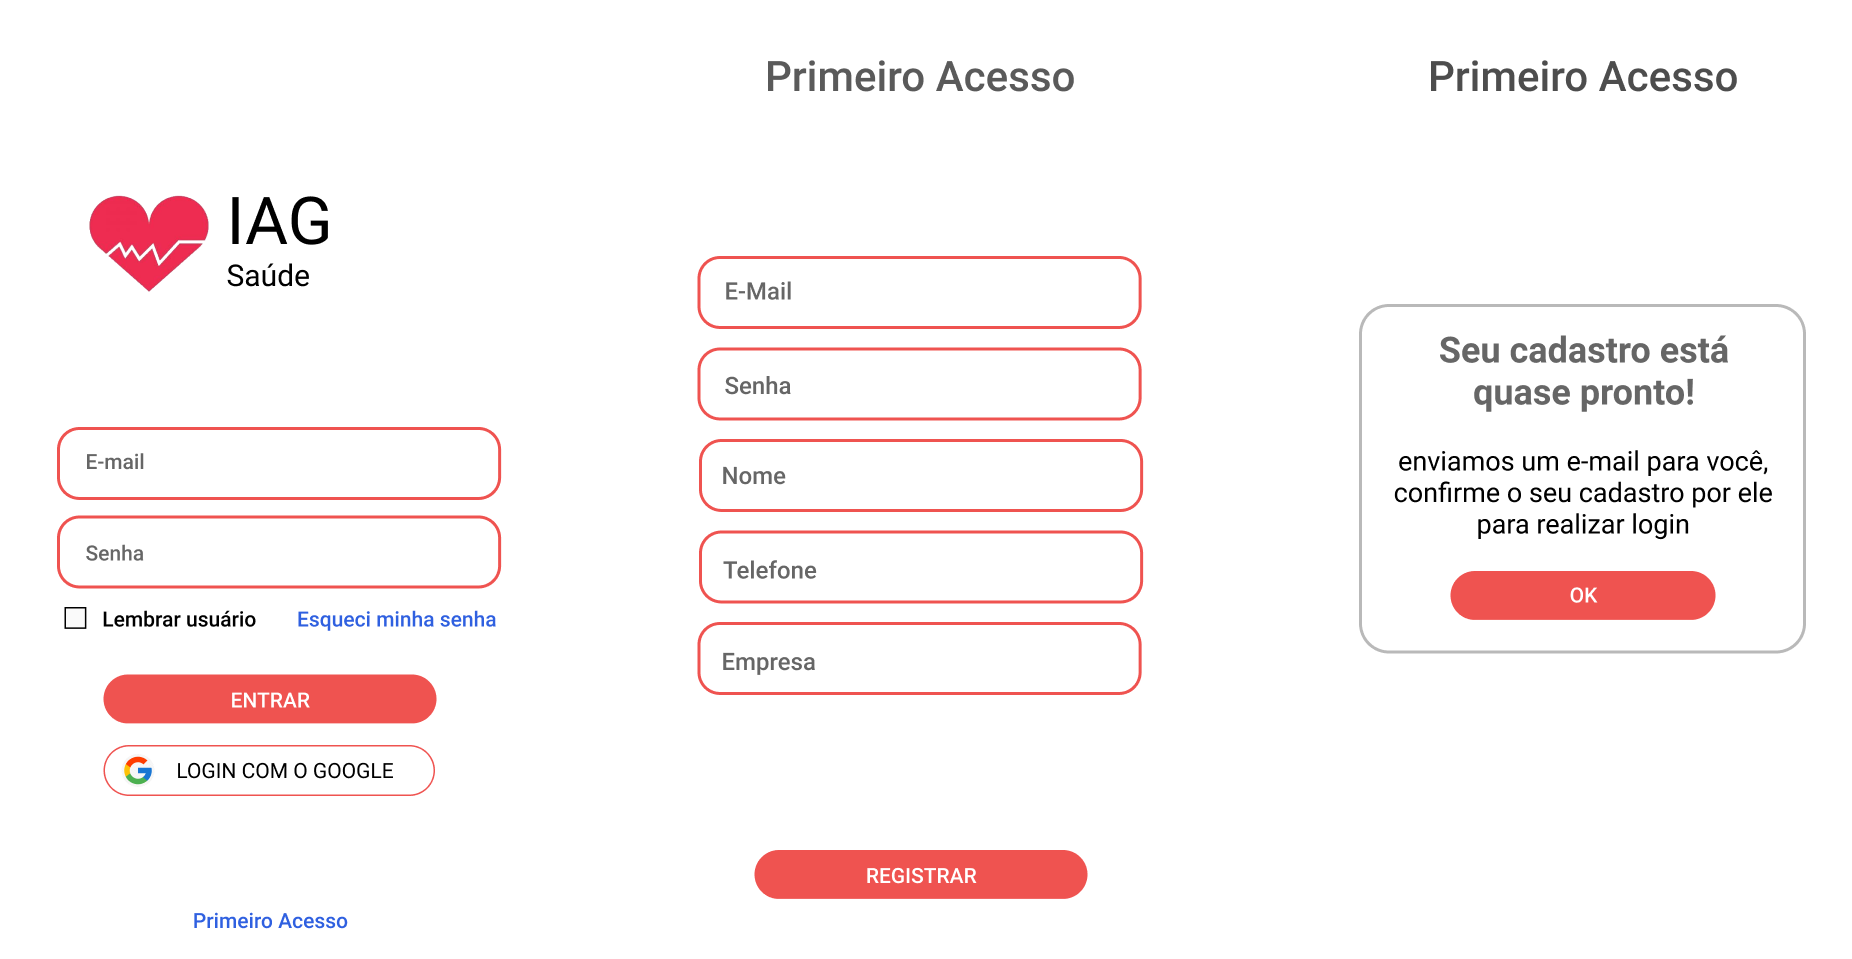 IAG
Saúde
E-mail
Senha
Lembrar usuário
Esqueci minha senha
ENTRAR
LOGIN COM O GOOGLE
Primeiro Acesso
Primeiro Acesso
E-Mail
Senha
Nome
Telefone
Empresa
REGISTRAR
Primeiro Acesso
Seu cadastro está
quase pronto!
enviamos um e-mail para você,
confirme o seu cadastro por ele
para realizar login
OK